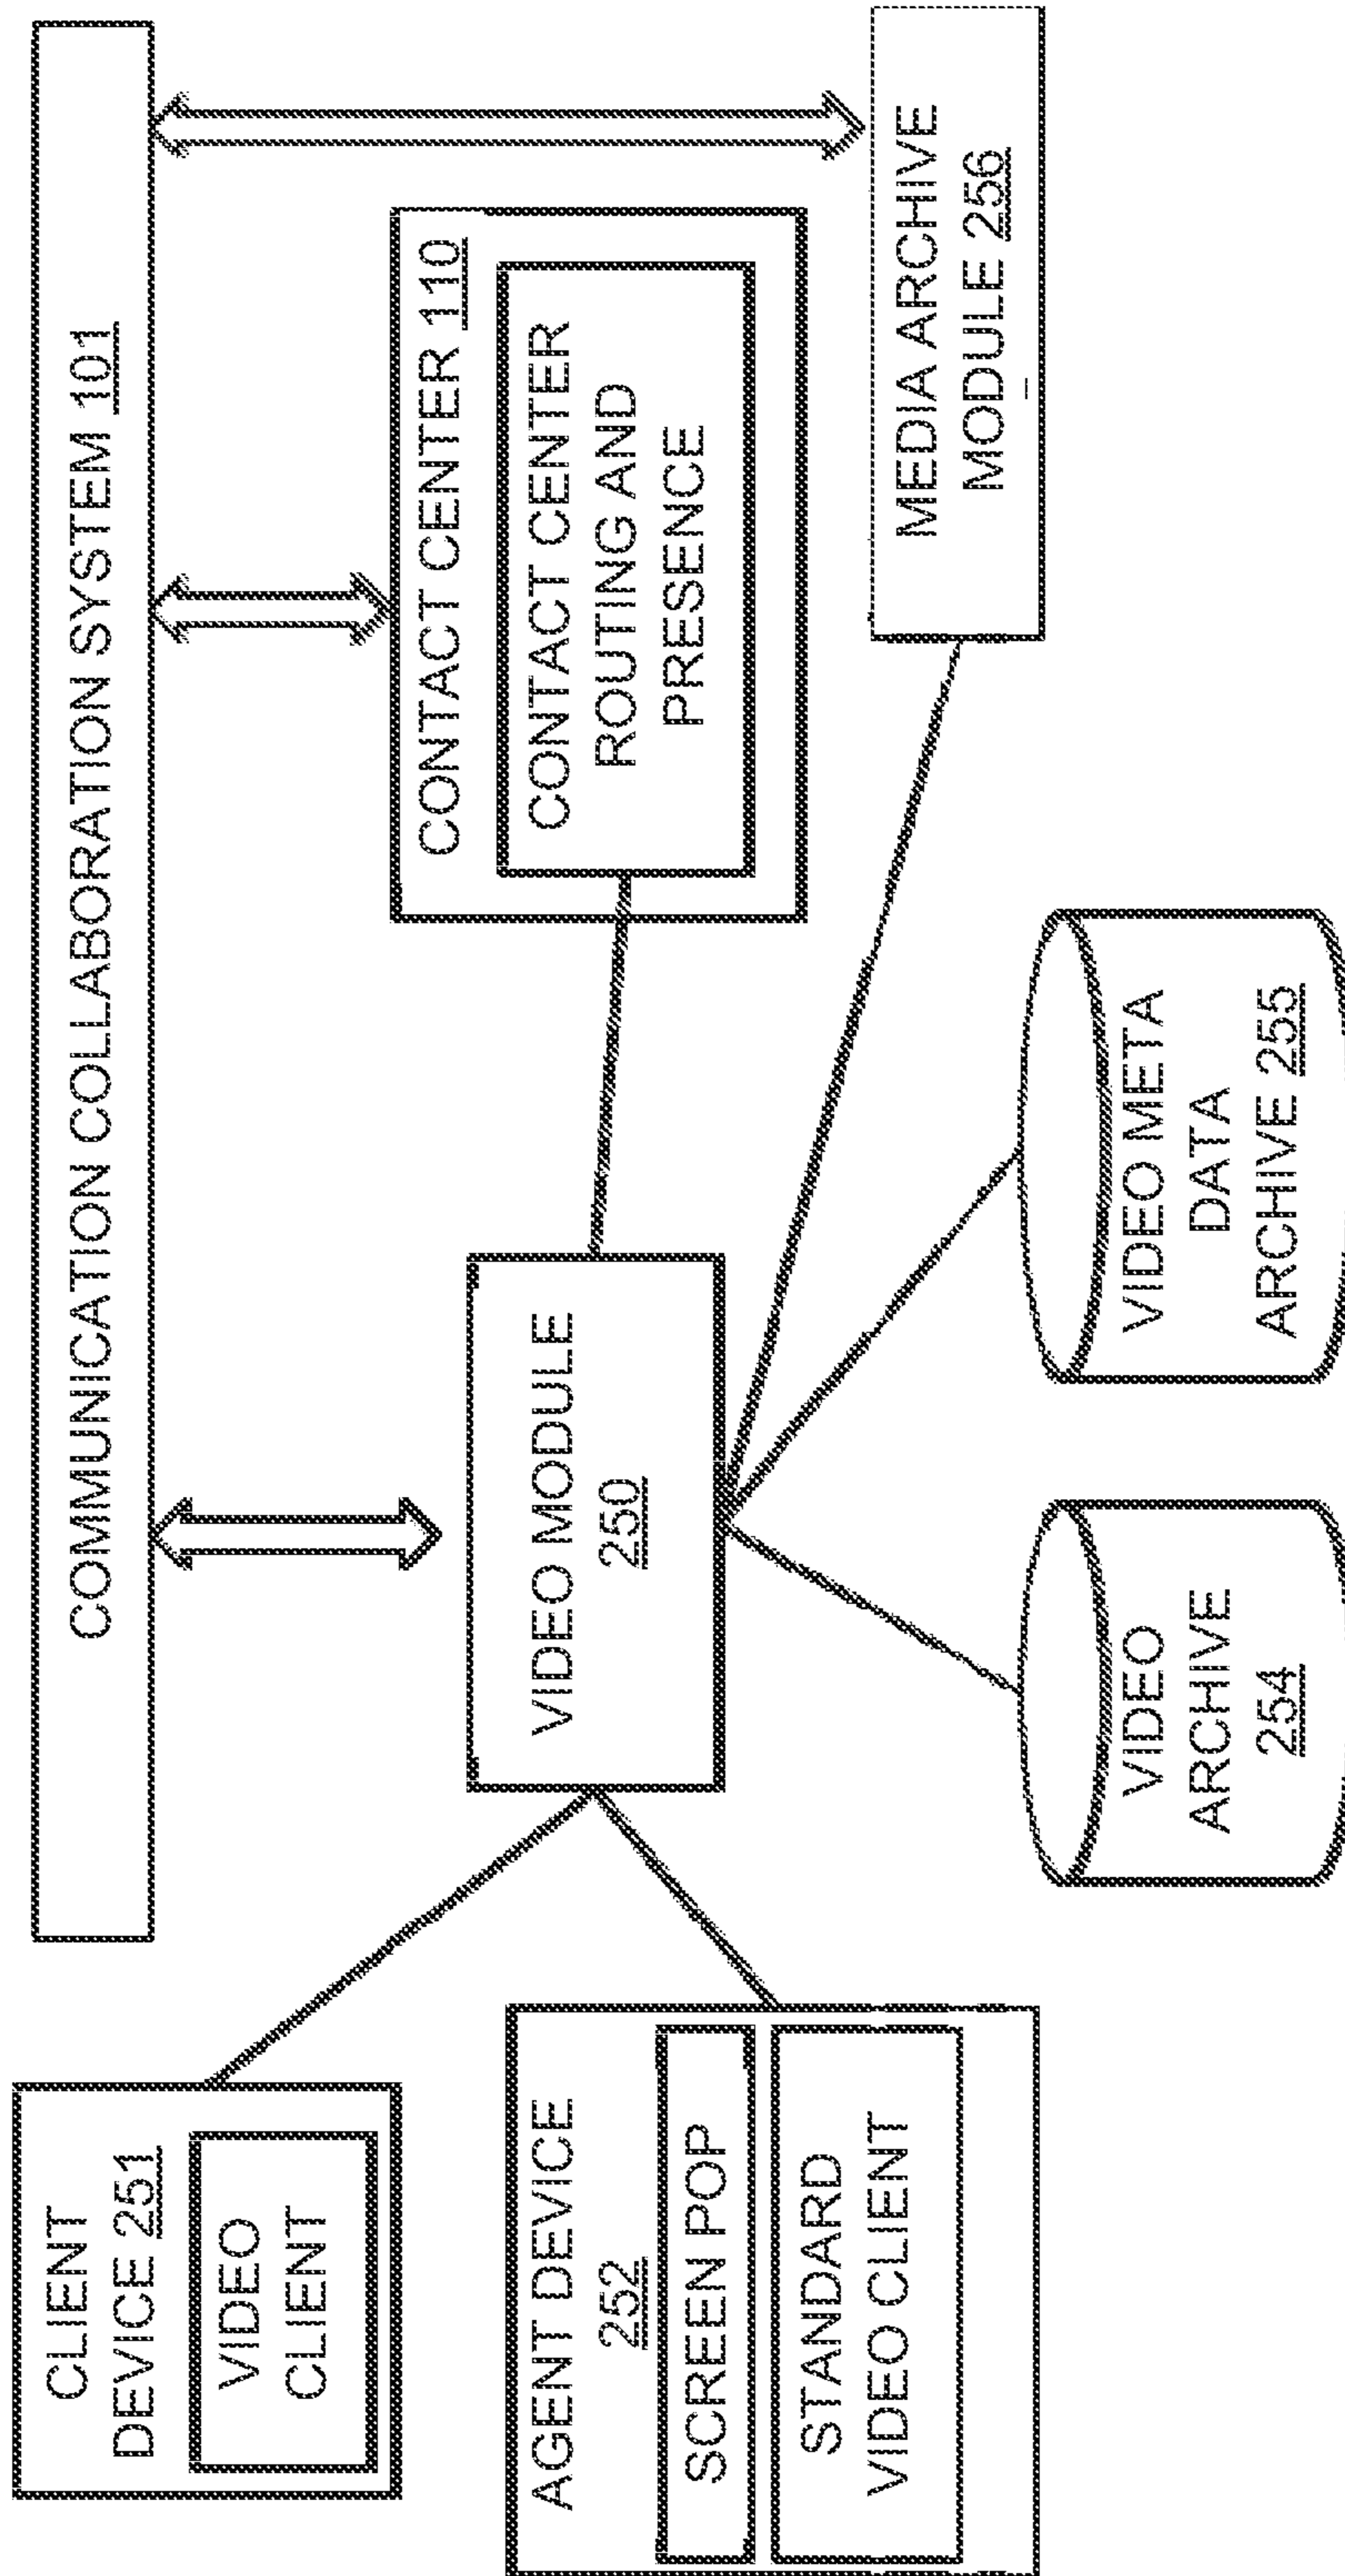 COMMUNICATION COLLABORATION SYSTEM 101
CLIENT
DEVICE 251
VIDEO
CLIENT
AGENT DEVICE
252
SCREEN POP
STANDARD
VIDEO CLIENT
VIDEO MODULE
250
CONTACT CENTER 110
CONTACT CENTER
ROUTING AND
PRESENCE
VIDEO
ARCHIVE
254
VIDEO META
DATA
ARCHIVE 255
MEDIA ARCHIVE
MODULE 256